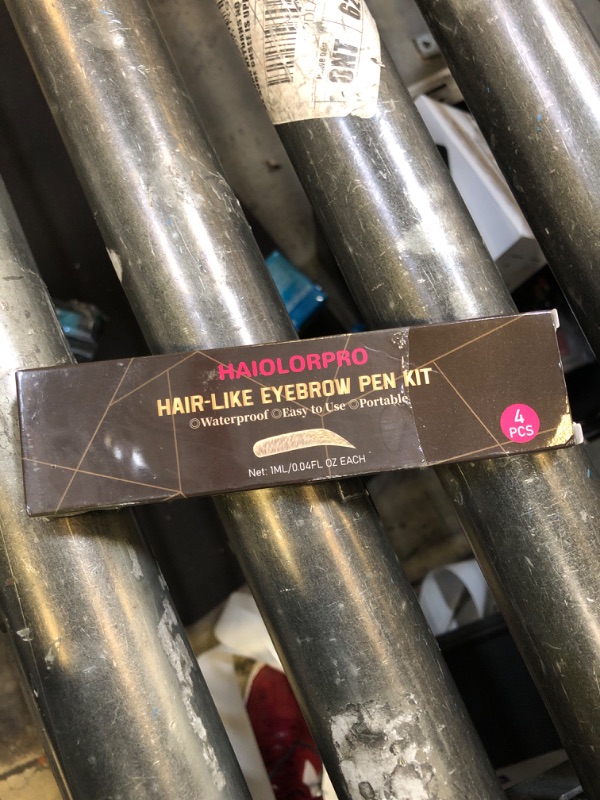 HAIOLORPRO
HAIR-LIKE EYEBROW PEN KIT
◎Waterproof ◎Easy to Use ◎Portable
Net: 1ML/0.04FL OZ EACH
4
PCS